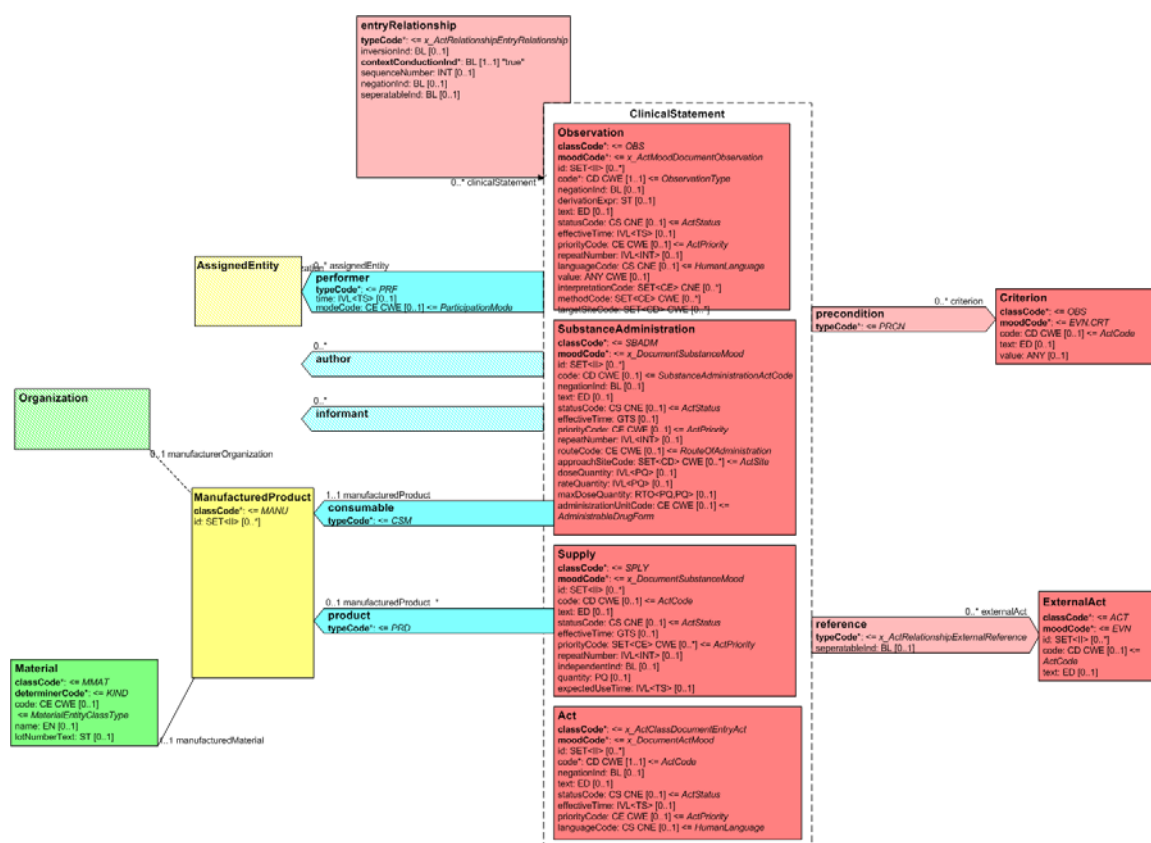 entryRelationship
typeCode*: <= x_ActRelationshipEntryRelationship
inversionInd: BL [0..1]
contextConductionInd*: BL [1..1] "true"
sequenceNumber: INT [0..1]
negationInd: BL [0..1]
seperatableInd: BL [0..1]
0..* clinicalStatement
ClinicalStatement
Observation
classCode*: <= OBS
moodCode*: <= x_ActMoodDocumentObservation
id: SET<II> [0..*]
code*: CD CWE [1..1] <= ObservationType
negationInd: BL [0..1]
derivationExpr: ST [0..1]
text: ED [0..1]
statusCode: CS CNE [0..1] <= ActStatus
effectiveTime: IVL<TS> [0..1]
priorityCode: CE CWE [0..1] <= ActPriority
repeatNumber: IVL<INT> [0..1]
languageCode: CS CNE [0..1] <= HumanLanguage
value: ANY CWE [0..1]
interpretationCode: SET<CE> CNE [0..*]
methodCode: SET<CE> CWE [0..*]
targetSiteCode: SET<CD> CWE [0..*]
AssignedEntity
0..* assignedEntity
performer
typeCode*: <= PRF
time: IVL<TS> [0..1]
modeCode: CE CWE [0..1] <= ParticipationMode
0..*
author
0..*
informant
0..* criterion
precondition
typeCode*: <= PRCN
Criterion
classCode*: <= OBS
moodCode*: <= EVN.CRT
code: CD CWE [0..1] <= ActCode
text: ED [0..1]
value: ANY [0..1]
SubstanceAdministration
classCode*: <= SBADM
moodCode*: <= x_DocumentSubstanceMood
id: SET<II> [0..*]
code: CD CWE [0..1] <= SubstanceAdministrationActCode
negationInd: BL [0..1]
text: ED [0..1]
statusCode: CS CNE [0..1] <= ActStatus
effectiveTime: GTS [0..1]
priorityCode: CE CWE [0..1] <= ActPriority
repeatNumber: IVL<INT> [0..1]
routeCode: CE CWE [0..1] <= RouteOfAdministration
approachSiteCode: SET<CD> CWE [0..*] <= ActSite
doseQuantity: IVL<PQ> [0..1]
rateQuantity: IVL<PQ> [0..1]
maxDoseQuantity: RTO<PQ,PQ> [0..1]
administrationUnitCode: CE CWE [0..1] <=
AdministrableDrugForm
Organization
0..1 manufacturerOrganization
ManufacturedProduct
classCode*: <= MANU
id: SET<II> [0..*]
1..1 manufacturedProduct
consumable
typeCode*: <= CSM
0..1 manufacturedProduct *
product
typeCode*: <= PRD
Supply
classCode*: <= SPLY
moodCode*: <= x_DocumentSubstanceMood
id: SET<II> [0..*]
code: CD CWE [0..1] <= ActCode
text: ED [0..1]
statusCode: CS CNE [0..1] <= ActStatus
effectiveTime: GTS [0..1]
priorityCode: SET<CE> CWE [0..*] <= ActPriority
repeatNumber: IVL<INT> [0..1]
independentInd: BL [0..1]
quantity: PQ [0..1]
expectedUseTime: IVL<TS> [0..1]
0..* externalAct
reference
typeCode*: <= x_ActRelationshipExternalReference
seperatableInd: BL [0..1]
ExternalAct
classCode*: <= ACT
moodCode*: <= EVN
id: SET<II> [0..*]
code: CD CWE [0..1] <=
ActCode
text: ED [0..1]
Material
classCode*: <= MMAT
determinerCode*: <= KIND
code: CE CWE [0..1]
<= MaterialEntityClassType
name: EN [0..1]
lotNumberText: ST [0..1]
1..1 manufacturedMaterial
Act
classCode*: <= x_ActClassDocumentEntryAct
moodCode*: <= x_DocumentActMood
id: SET<II> [0..*]
code*: CD CWE [1..1] <= ActCode
negationInd: BL [0..1]
text: ED [0..1]
statusCode: CS CNE [0..1] <= ActStatus
effectiveTime: IVL<TS> [0..1]
priorityCode: CE CWE [0..1] <= ActPriority
languageCode: CS CNE [0..1] <= HumanLanguage